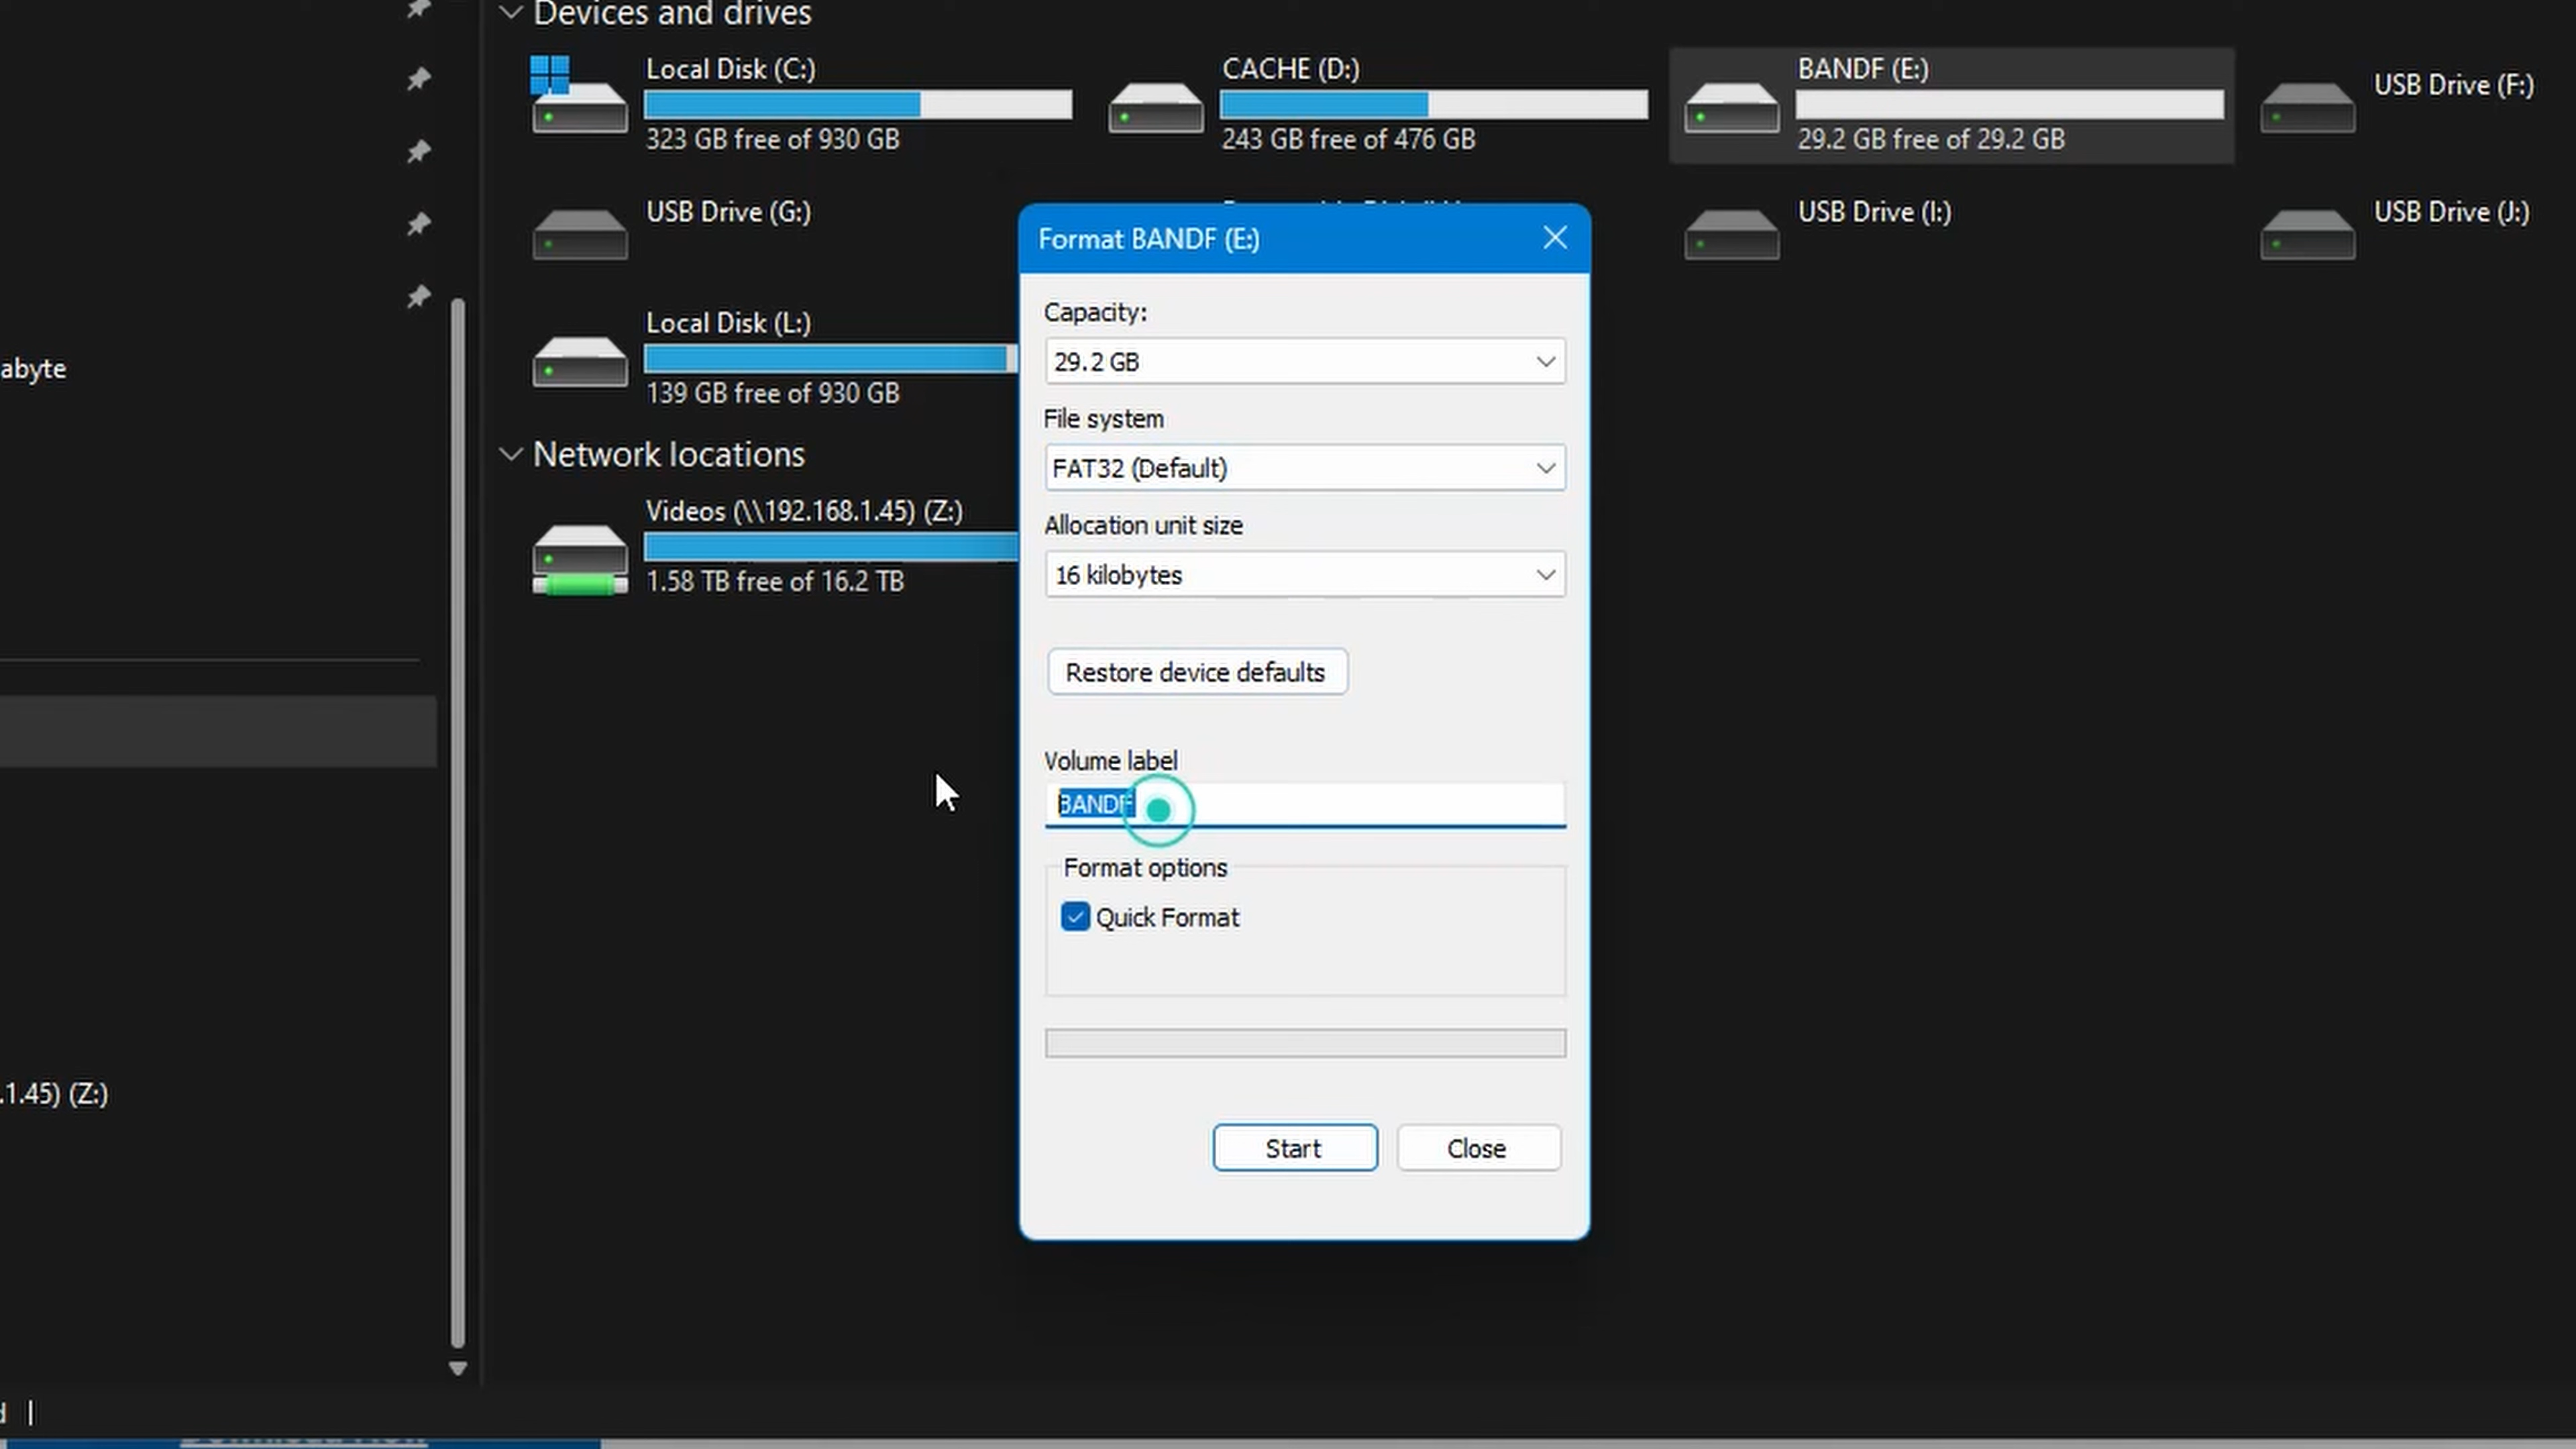 Devices and drives
Local Disk (C:)
323 GB free of 930 GB
CACHE (D:)
243 GB free of 476 GB
BANDF (E:)
29.2 GB free of 29.2 GB
USB Drive (F:)
USB Drive (G:)
USB Drive (I:)
USB Drive (J:)
Local Disk (L:)
139 GB free of 930 GB
Network locations
Videos (\\192.168.1.45) (Z:)
1.58 TB free of 16.2 TB
abyte
.1.45) (Z:)
Format BANDF (E:)
Capacity:
29.2 GB
File system
FAT32 (Default)
Allocation unit size
16 kilobytes
Restore device defaults
Volume label
BANDF
Format options
Quick Format
Start
Close